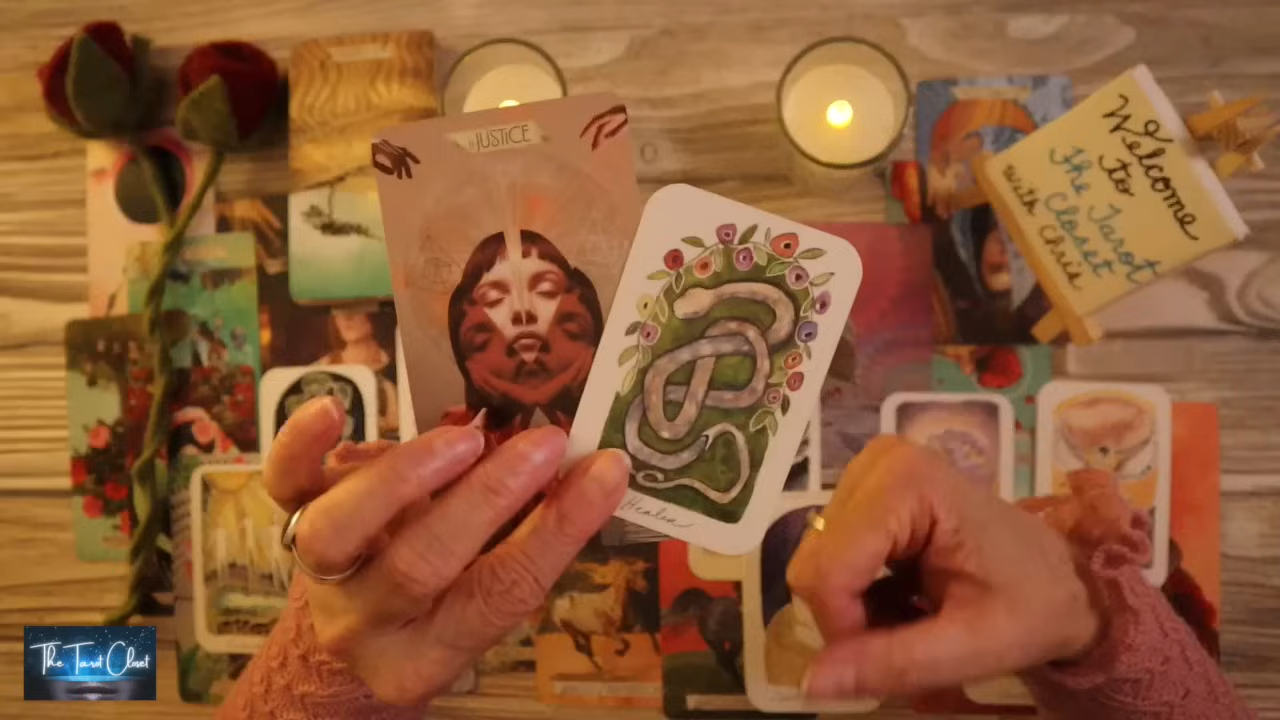 JUSTICE
Welcome
to
The Tarot
Closet
with Chris
Healer
The Tarot Closet